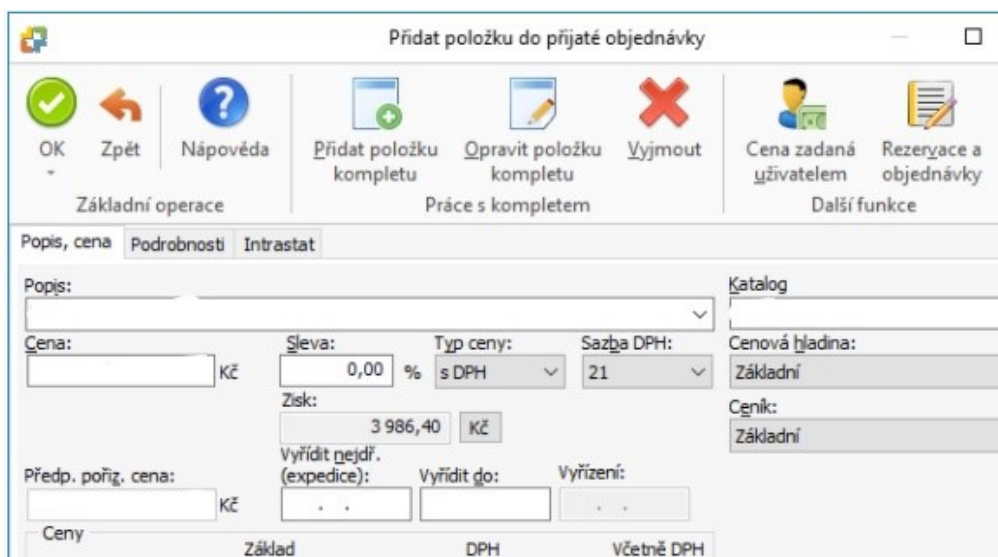 Přidat položku do přijaté objednávky
OK Zpět Nápověda Přidat položku kompletu Opravit položku kompletu Vyjmout Cena zadaná uživatelem Rezervace a objednávky
Základní operace Práce s kompletem Další funkce
Popis, cena Podrobnosti Intrastat
Popis: Katalog
Cena: Sleva: Typ ceny: Sazba DPH: Cenová hladina:
Kč 0,00 % s DPH 21 Základní
Zisk: Ceník:
3 986,40 Kč Základní
Předp. pořiz. cena: Vyřídit nejdř. (expedice): Vyřídit do: Vyřízení:
Kč . . . .
Ceny
Základ DPH Včetně DPH